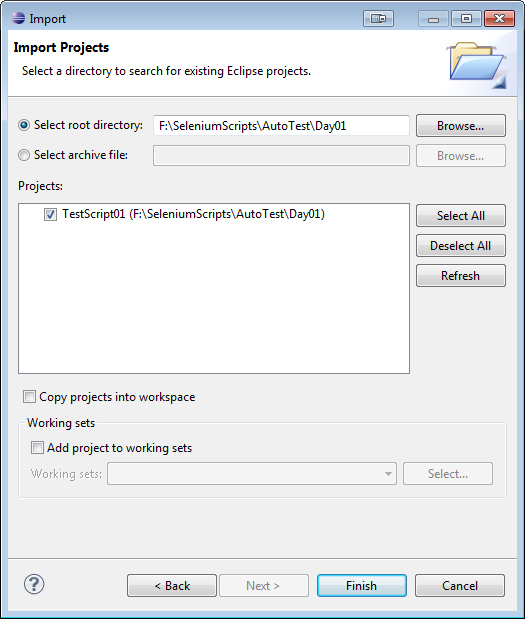 Import
Import Projects
Select a directory to search for existing Eclipse projects.
Select root directory: F:\SeleniumScripts\AutoTest\Day01 Browse...
Select archive file: Browse...
Projects:
TestScript01 (F:\SeleniumScripts\AutoTest\Day01)
Select All
Deselect All
Refresh
Copy projects into workspace
Working sets
Add project to working sets
Working sets: Select...
? < Back Next > Finish Cancel